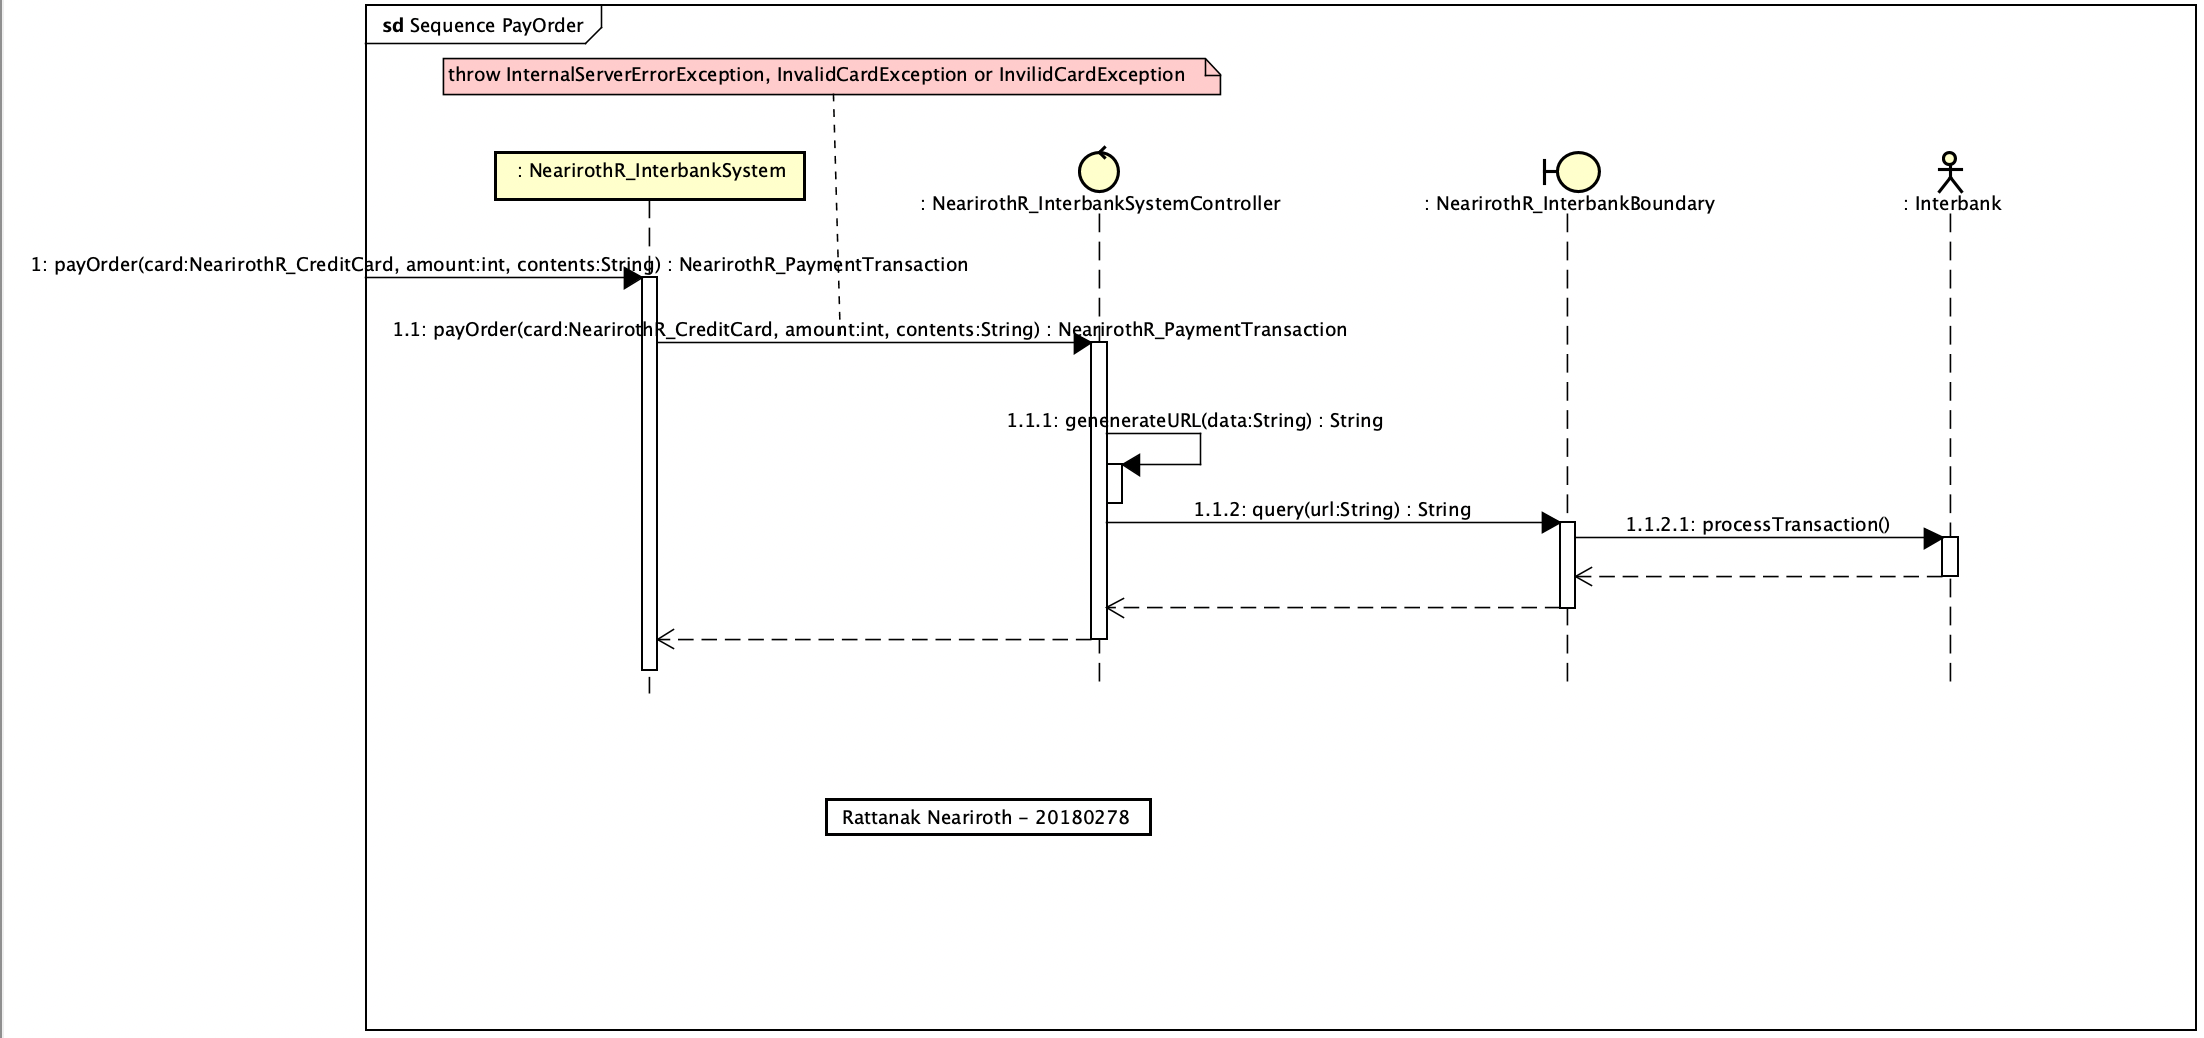 sd Sequence PayOrder
throw InternalServerErrorException, InvalidCardException or InvilidCardException
: NearirothR_InterbankSystem
: NearirothR_InterbankSystemController
: NearirothR_InterbankBoundary
: Interbank
1: payOrder(card:NearirothR_CreditCard, amount:int, contents:String) : NearirothR_PaymentTransaction
1.1: payOrder(card:NearirothR_CreditCard, amount:int, contents:String) : NearirothR_PaymentTransaction
1.1.1: genenerateURL(data:String) : String
1.1.2: query(url:String) : String
1.1.2.1: processTransaction()
Rattanak Neariroth – 20180278